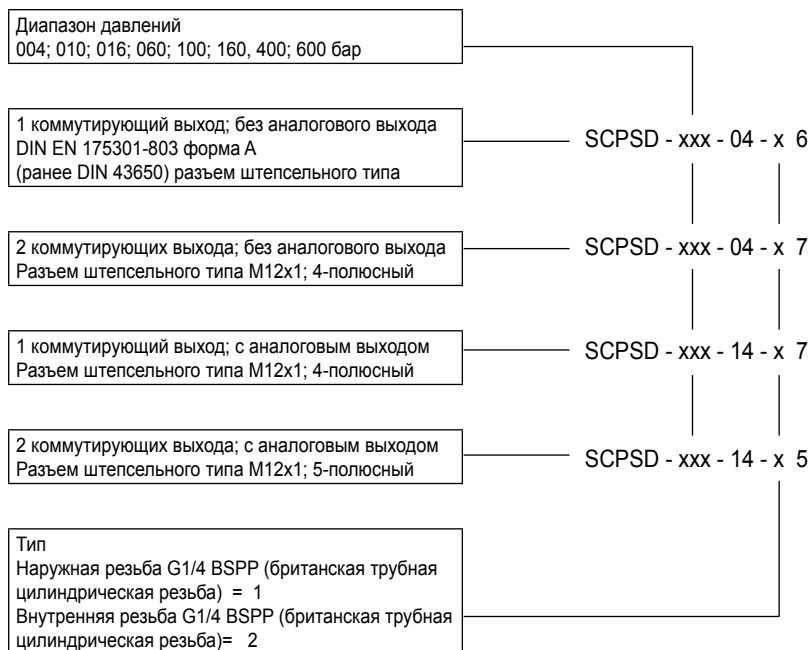 Диапазон давлений
004; 010; 016; 060; 100; 160, 400; 600 бар
1 коммутирующий выход; без аналогового выхода
DIN EN 175301-803 форма A
(ранее DIN 43650) разъем штепсельного типа
SCPSD - xxx - 04 - x 6
2 коммутирующих выхода; без аналогового выхода
Разъем штепсельного типа M12x1; 4-полюсный
SCPSD - xxx - 04 - x 7
1 коммутирующий выход; с аналоговым выходом
Разъем штепсельного типа M12x1; 4-полюсный
SCPSD - xxx - 14 - x 7
2 коммутирующих выхода; с аналоговым выходом
Разъем штепсельного типа M12x1; 5-полюсный
SCPSD - xxx - 14 - x 5
Тип
Наружная резьба G1/4 BSPP (британская трубная
цилиндрическая резьба) = 1
Внутренняя резьба G1/4 BSPP (британская трубная
цилиндрическая резьба)= 2